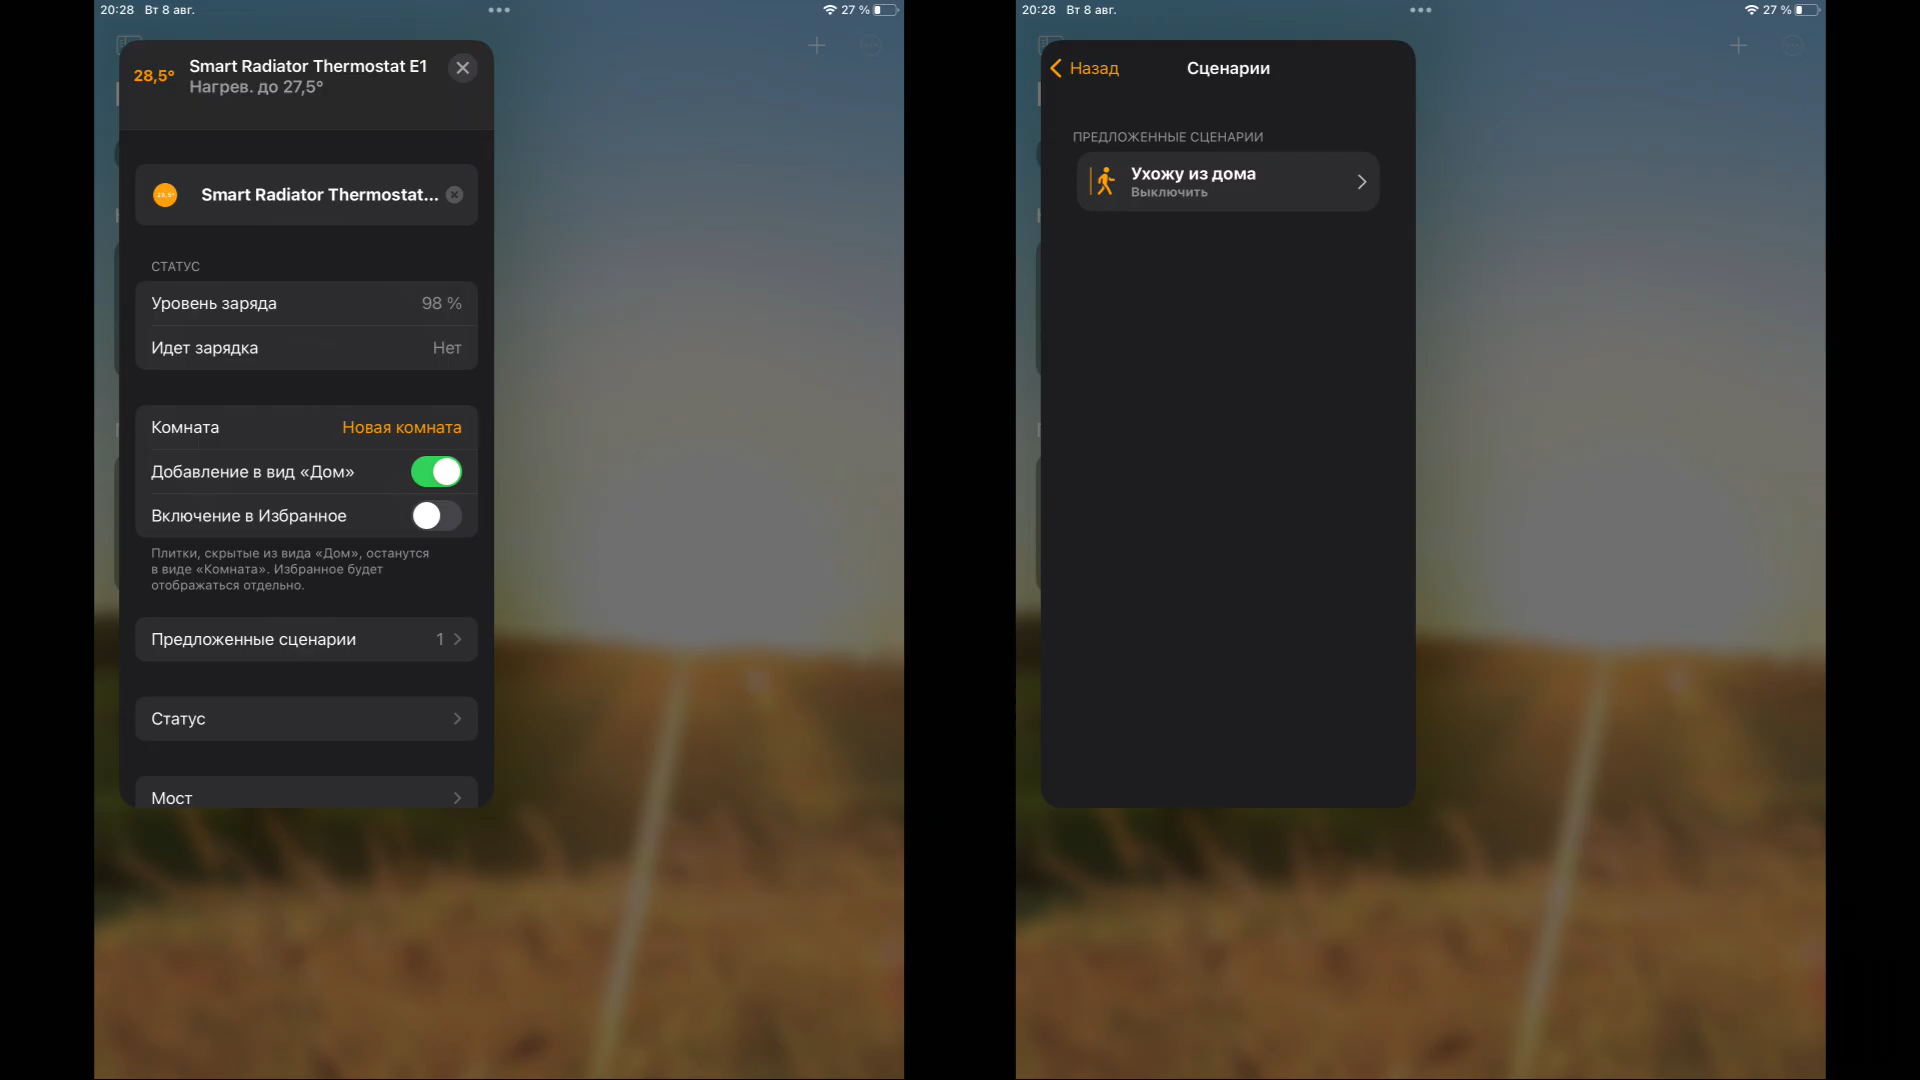 20:28 Вт 8 авг.
27 %
28,5°
Smart Radiator Thermostat E1
Нагрев. до 27,5°
28,5°
Smart Radiator Thermostat...
СТАТУС
Уровень заряда 98 %
Идет зарядка Нет
Комната Новая комната
Добавление в вид «Дом»
Включение в Избранное
Плитки, скрытые из вида «Дом», останутся
в виде «Комната». Избранное будет
отображаться отдельно.
Предложенные сценарии 1
Статус
Мост
20:28 Вт 8 авг.
27 %
Назад
Сценарии
ПРЕДЛОЖЕННЫЕ СЦЕНАРИИ
Ухожу из дома
Выключить